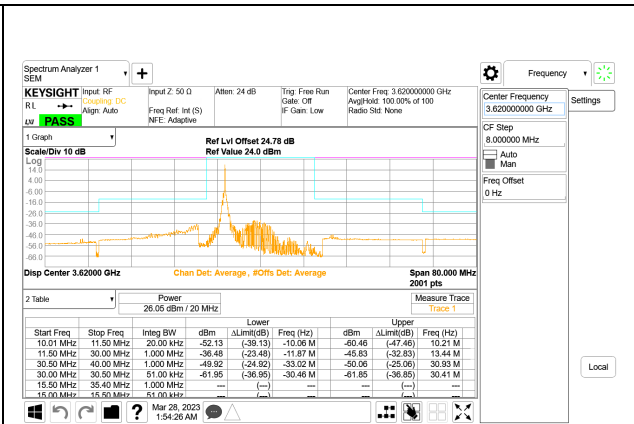 Spectrum Analyzer 1
SEM
Frequency
KEYSIGHT
RL
LXI
PASS
Input: RF
Coupling: DC
Align: Auto
Input Z: 50 Ω
Freq Ref: Int (S)
NFE: Adaptive
Atten: 24 dB
Trig: Free Run
Gate: Off
IF Gain: Low
Center Freq: 3.620000000 GHz
Avg|Hold: 100.00% of 100
Radio Std: None
Center Frequency
3.620000000 GHz
Settings
CF Step
8.000000 MHz
Auto
Man
Freq Offset
0 Hz
1 Graph
Scale/Div 10 dB
Ref Lvl Offset 24.78 dB
Ref Value 24.0 dBm
Log
14.0
4.00
-6.00
-16.0
-26.0
-36.0
-46.0
-56.0
-66.0
Disp Center 3.62000 GHz
Chan Det: Average , #Offs Det: Average
Span 80.000 MHz
2001 pts
2 Table
Power
26.05 dBm / 20 MHz
Measure Trace
Trace 1
Lower Upper
Start Freq Stop Freq Integ BW dBm ΔLimit(dB) Freq (Hz) dBm ΔLimit(dB) Freq (Hz)
10.01 MHz 11.50 MHz 20.00 kHz -52.13 (-39.13) -10.06 M -60.46 (-47.46) 10.21 M
11.50 MHz 30.00 MHz 1.000 MHz -36.48 (-23.48) -11.87 M -45.83 (-32.83) 13.44 M
30.50 MHz 40.00 MHz 1.000 MHz -49.92 (-24.92) -33.02 M -50.06 (-25.06) 30.93 M
30.00 MHz 30.50 MHz 51.00 kHz -61.95 (-36.95) -30.46 M -61.85 (-36.85) 30.41 M
15.50 MHz 35.40 MHz 1.000 MHz --- (---) --- --- (---) ---
15.00 MHz 15.50 MHz 51.00 kHz --- (---) --- --- (---) ---
Local
?
Mar 28, 2023
1:54:26 AM